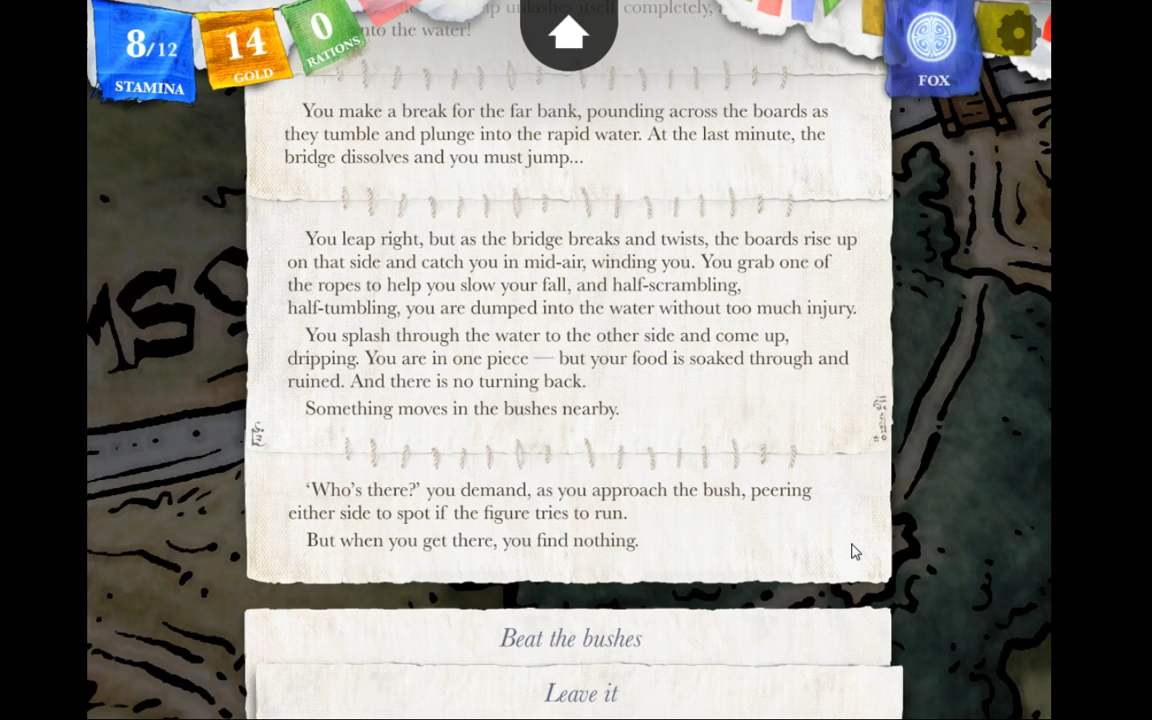 8/12
STAMINA
14
GOLD
0
RATIONS
FOX
up unlashes itself completely,
into the water!
You make a break for the far bank, pounding across the boards as
they tumble and plunge into the rapid water. At the last minute, the
bridge dissolves and you must jump...
You leap right, but as the bridge breaks and twists, the boards rise up
on that side and catch you in mid-air, winding you. You grab one of
the ropes to help you slow your fall, and half-scrambling,
half-tumbling, you are dumped into the water without too much injury.
You splash through the water to the other side and come up,
dripping. You are in one piece — but your food is soaked through and
ruined. And there is no turning back.
Something moves in the bushes nearby.
‘Who’s there?’ you demand, as you approach the bush, peering
either side to spot if the figure tries to run.
But when you get there, you find nothing.
Beat the bushes
Leave it